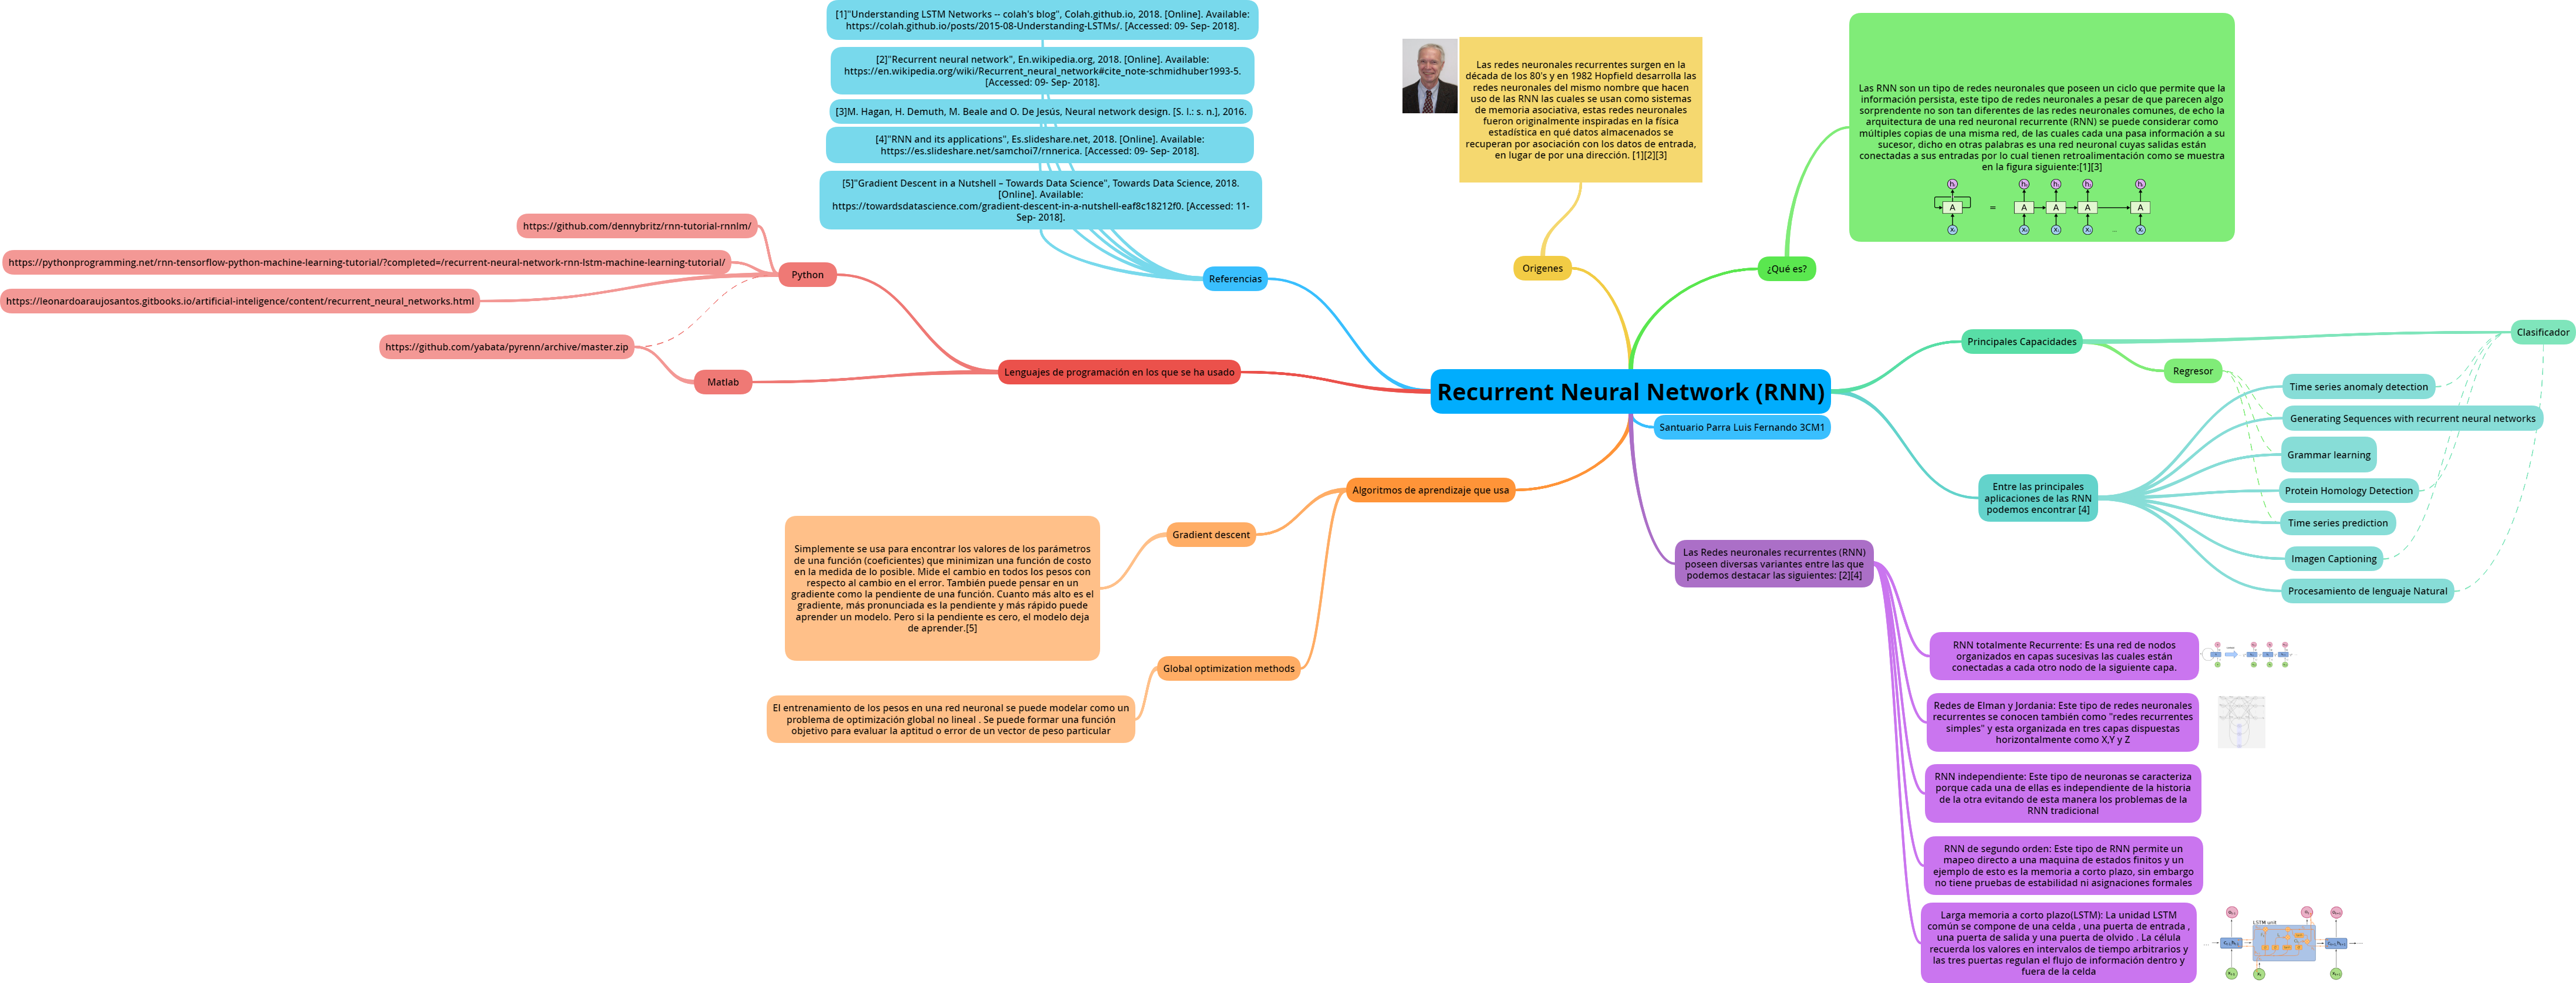 [1]"Understanding LSTM Networks -- colah's blog", Colah.github.io, 2018. [Online]. Available:
https://colah.github.io/posts/2015-08-Understanding-LSTMs/. [Accessed: 09- Sep- 2018].
[2]"Recurrent neural network", En.wikipedia.org, 2018. [Online]. Available:
https://en.wikipedia.org/wiki/Recurrent_neural_network#cite_note-schmidhuber1993-5.
[Accessed: 09- Sep- 2018].
[3]M. Hagan, H. Demuth, M. Beale and O. De Jesús, Neural network design. [S. l.: s. n.], 2016.
[4]"RNN and its applications", Es.slideshare.net, 2018. [Online]. Available:
https://es.slideshare.net/samchoi7/rnnerica. [Accessed: 09- Sep- 2018].
[5]"Gradient Descent in a Nutshell – Towards Data Science", Towards Data Science, 2018.
[Online]. Available:
https://towardsdatascience.com/gradient-descent-in-a-nutshell-eaf8c18212f0. [Accessed: 11-
Sep- 2018].
Referencias
https://github.com/dennybritz/rnn-tutorial-rnnlm/
https://pythonprogramming.net/rnn-tensorflow-python-machine-learning-tutorial/?completed=/recurrent-neural-network-rnn-lstm-machine-learning-tutorial/
https://leonardoaraujosantos.gitbooks.io/artificial-inteligence/content/recurrent_neural_networks.html
Python
https://github.com/yabata/pyrenn/archive/master.zip
Matlab
Lenguajes de programación en los que se ha usado
Las redes neuronales recurrentes surgen en la
década de los 80's y en 1982 Hopfield desarrolla las
redes neuronales del mismo nombre que hacen
uso de las RNN las cuales se usan como sistemas
de memoria asociativa, estas redes neuronales
fueron originalmente inspiradas en la física
estadística en qué datos almacenados se
recuperan por asociación con los datos de entrada,
en lugar de por una dirección. [1][2][3]
Origenes
Las RNN son un tipo de redes neuronales que poseen un ciclo que permite que la
información persista, este tipo de redes neuronales a pesar de que parecen algo
sorprendente no son tan diferentes de las redes neuronales comunes, de echo la
arquitectura de una red neuronal recurrente (RNN) se puede considerar como
múltiples copias de una misma red, de las cuales cada una pasa información a su
sucesor, dicho en otras palabras es una red neuronal cuyas salidas están
conectadas a sus entradas por lo cual tienen retroalimentación como se muestra
en la figura siguiente:[1][3]
A = A A A A
¿Qué es?
Recurrent Neural Network (RNN)
Santuario Parra Luis Fernando 3CM1
Principales Capacidades
Clasificador
Regresor
Entre las principales
aplicaciones de las RNN
podemos encontrar [4]
Time series anomaly detection
Generating Sequences with recurrent neural networks
Grammar learning
Protein Homology Detection
Time series prediction
Imagen Captioning
Procesamiento de lenguaje Natural
Algoritmos de aprendizaje que usa
Gradient descent
Simplemente se usa para encontrar los valores de los parámetros
de una función (coeficientes) que minimizan una función de costo
en la medida de lo posible. Mide el cambio en todos los pesos con
respecto al cambio en el error. También puede pensar en un
gradiente como la pendiente de una función. Cuanto más alto es el
gradiente, más pronunciada es la pendiente y más rápido puede
aprender un modelo. Pero si la pendiente es cero, el modelo deja
de aprender.[5]
Global optimization methods
El entrenamiento de los pesos en una red neuronal se puede modelar como un
problema de optimización global no lineal . Se puede formar una función
objetivo para evaluar la aptitud o error de un vector de peso particular
Las Redes neuronales recurrentes (RNN)
poseen diversas variantes entre las que
podemos destacar las siguientes: [2][4]
RNN totalmente Recurrente: Es una red de nodos
organizados en capas sucesivas las cuales están
conectadas a cada otro nodo de la siguiente capa.
Redes de Elman y Jordania: Este tipo de redes neuronales
recurrentes se conocen también como "redes recurrentes
simples" y esta organizada en tres capas dispuestas
horizontalmente como X,Y y Z
RNN independiente: Este tipo de neuronas se caracteriza
porque cada una de ellas es independiente de la historia
de la otra evitando de esta manera los problemas de la
RNN tradicional
RNN de segundo orden: Este tipo de RNN permite un
mapeo directo a una maquina de estados finitos y un
ejemplo de esto es la memoria a corto plazo, sin embargo
no tiene pruebas de estabilidad ni asignaciones formales
Larga memoria a corto plazo(LSTM): La unidad LSTM
común se compone de una celda , una puerta de entrada ,
una puerta de salida y una puerta de olvido . La célula
recuerda los valores en intervalos de tiempo arbitrarios y
las tres puertas regulan el flujo de información dentro y
fuera de la celda
LSTM unit